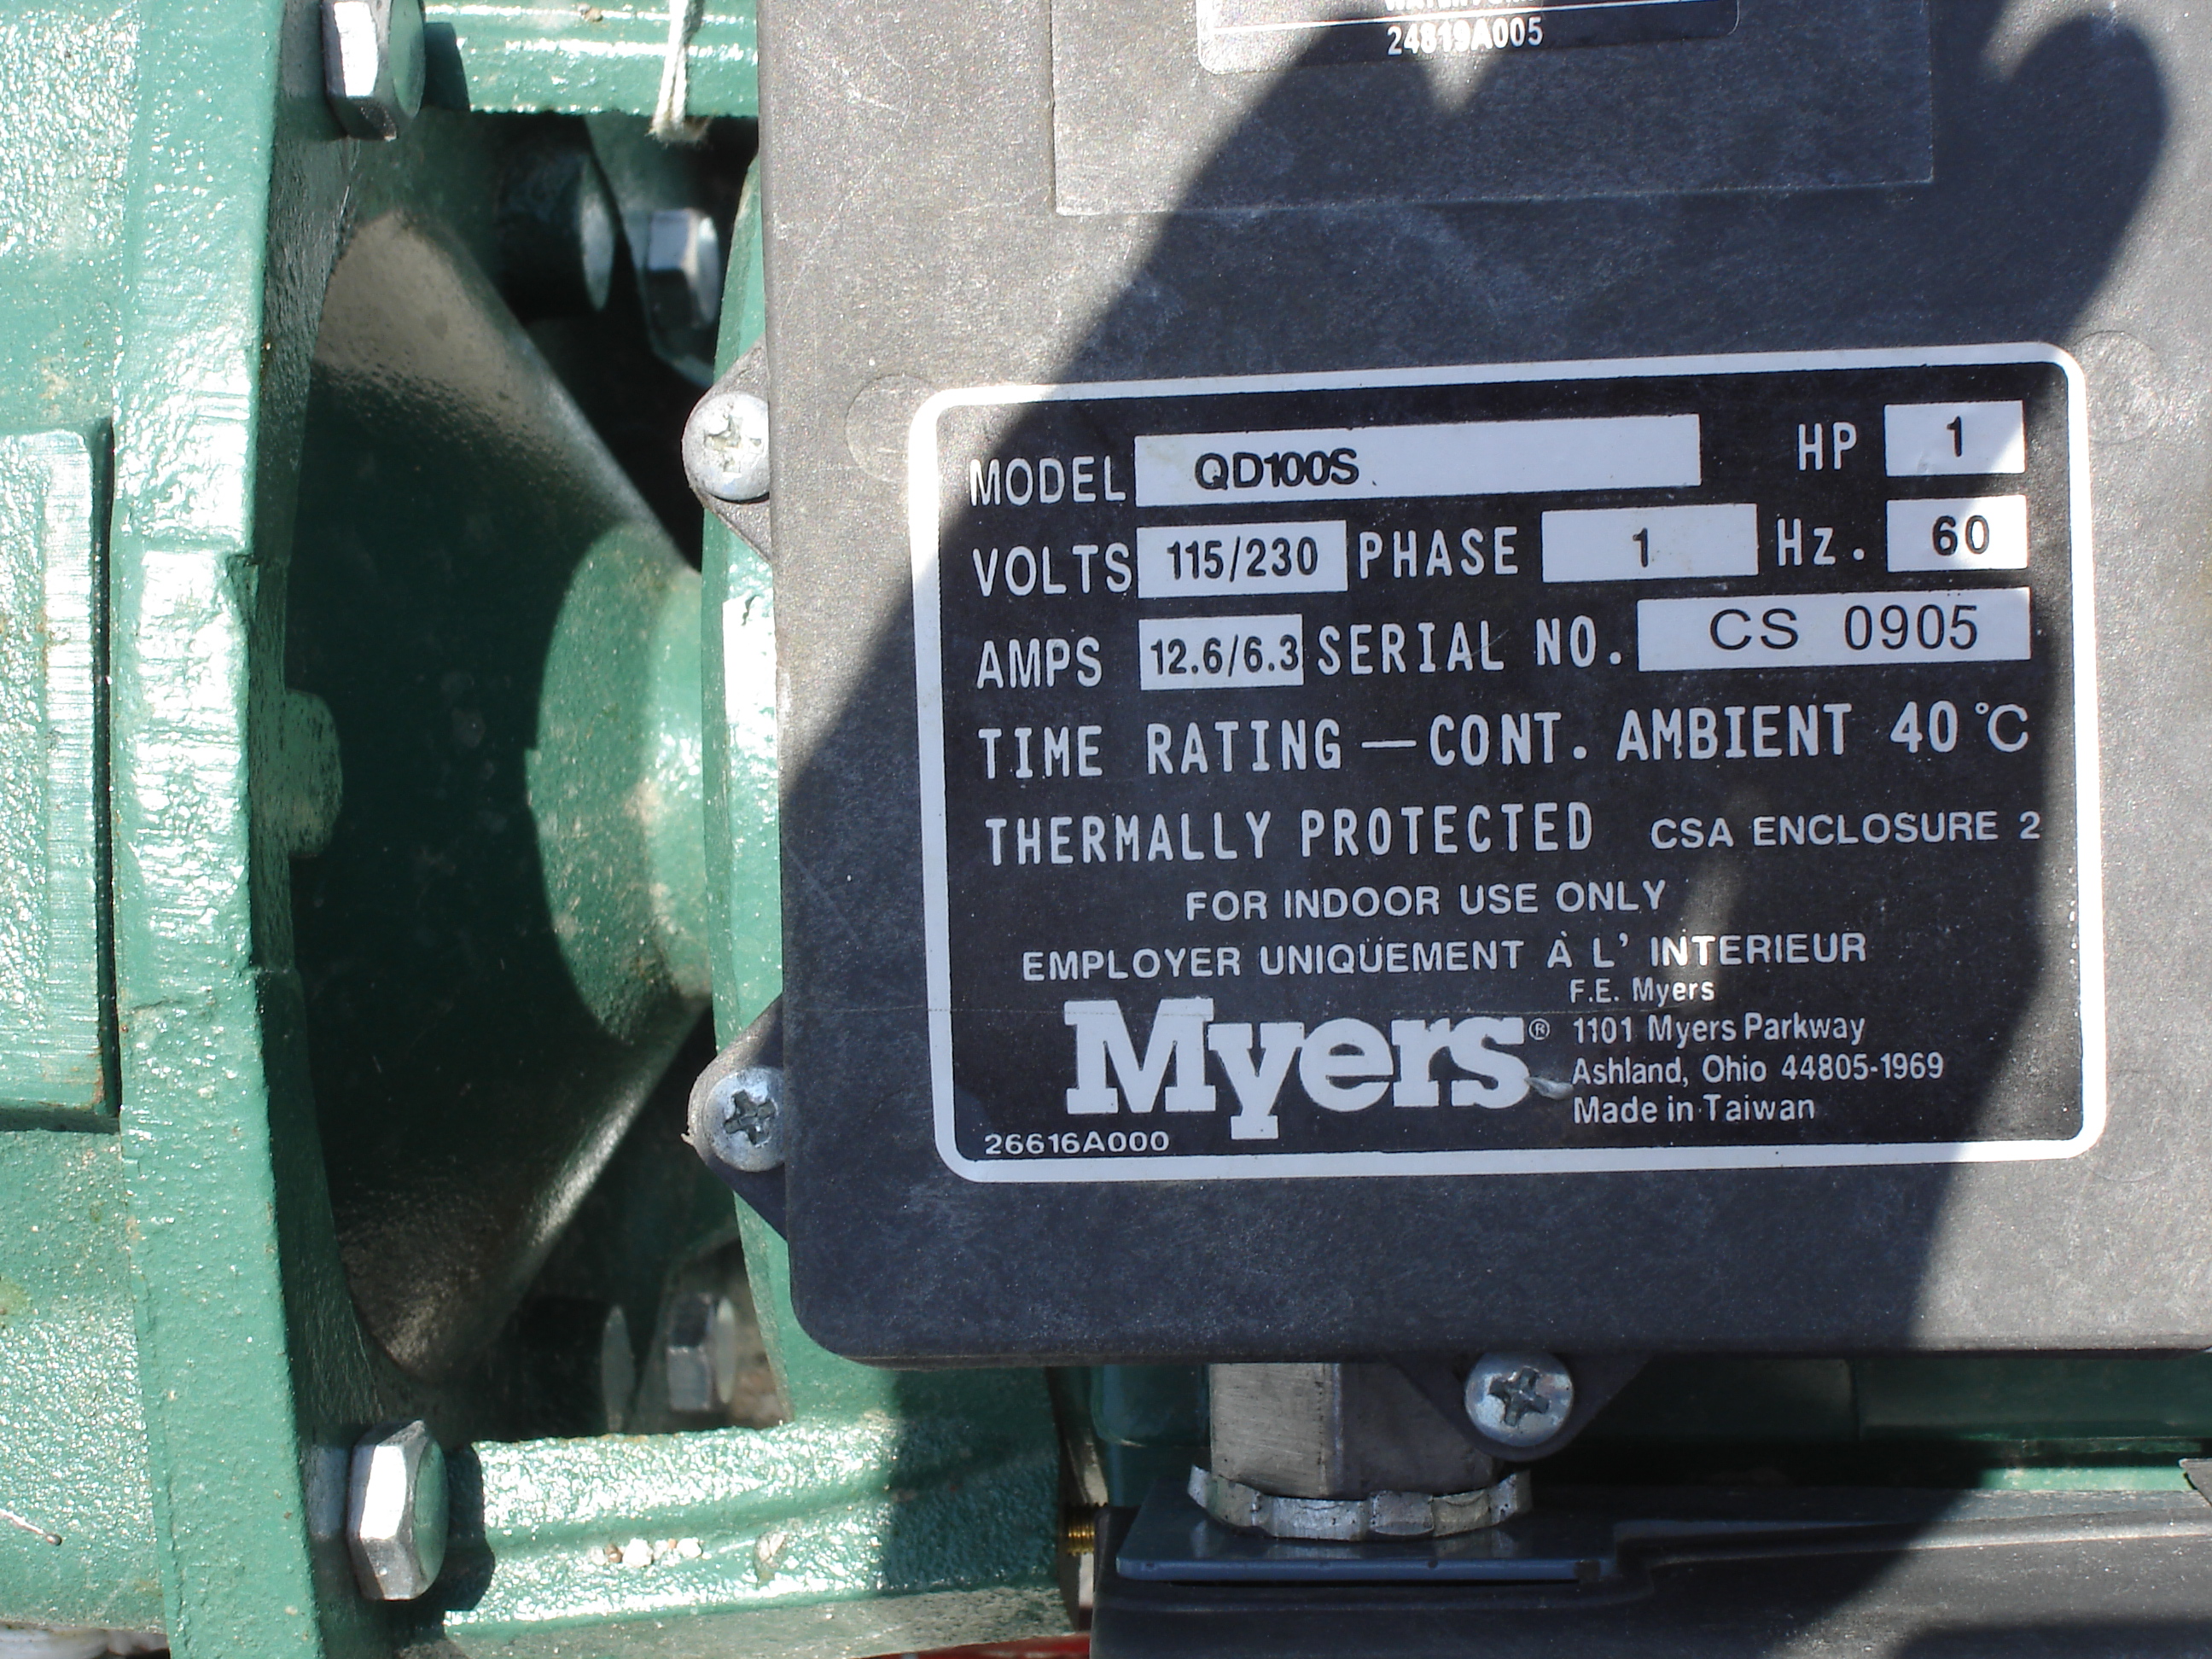 24819A005
MODEL QD100S HP 1
VOLTS 115/230 PHASE 1 Hz. 60
AMPS 12.6/6.3 SERIAL NO. CS 0905
TIME RATING — CONT. AMBIENT 40°C
THERMALLY PROTECTED CSA ENCLOSURE 2
FOR INDOOR USE ONLY
EMPLOYER UNIQUEMENT À L' INTERIEUR
Myers®
F.E. Myers
1101 Myers Parkway
Ashland, Ohio 44805-1969
Made in Taiwan
26616A000